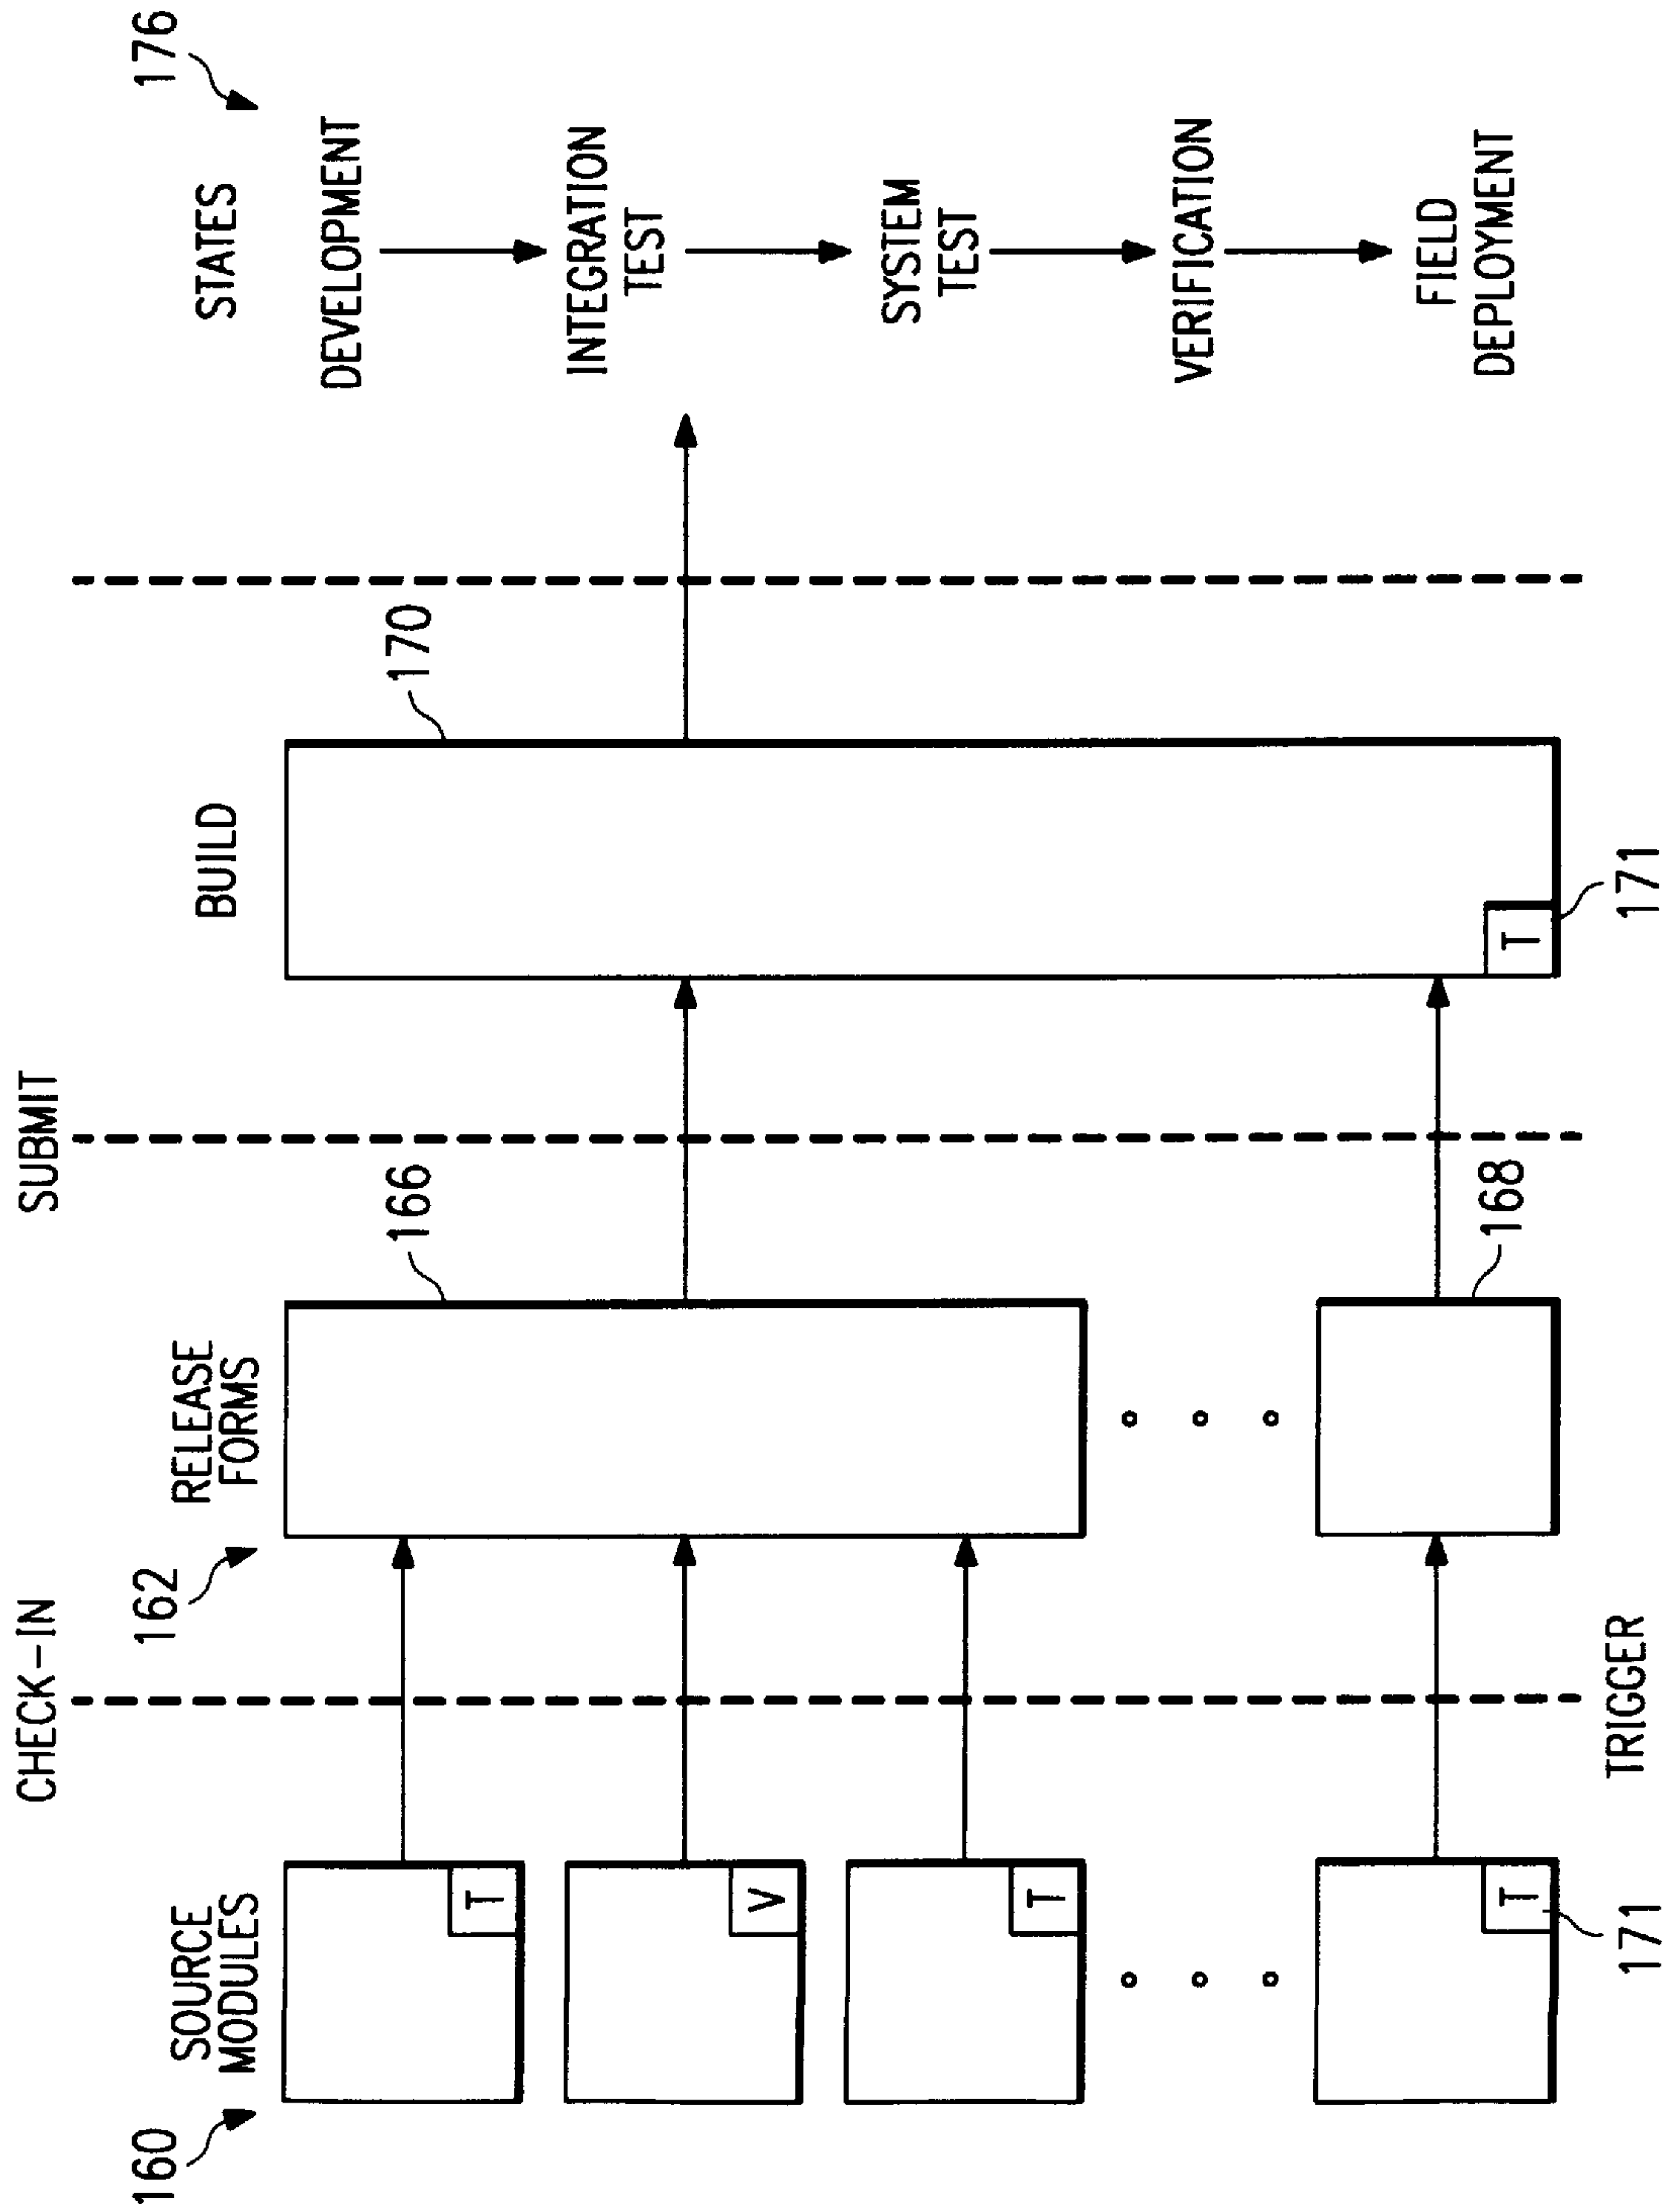 CHECK-IN
SUBMIT
160
SOURCE
MODULES
162
RELEASE
FORMS
BUILD
STATES
176
166
170
T
V
T
T
171
168
T
171
TRIGGER
DEVELOPMENT
INTEGRATION
TEST
SYSTEM
TEST
VERIFICATION
FIELD
DEPLOYMENT